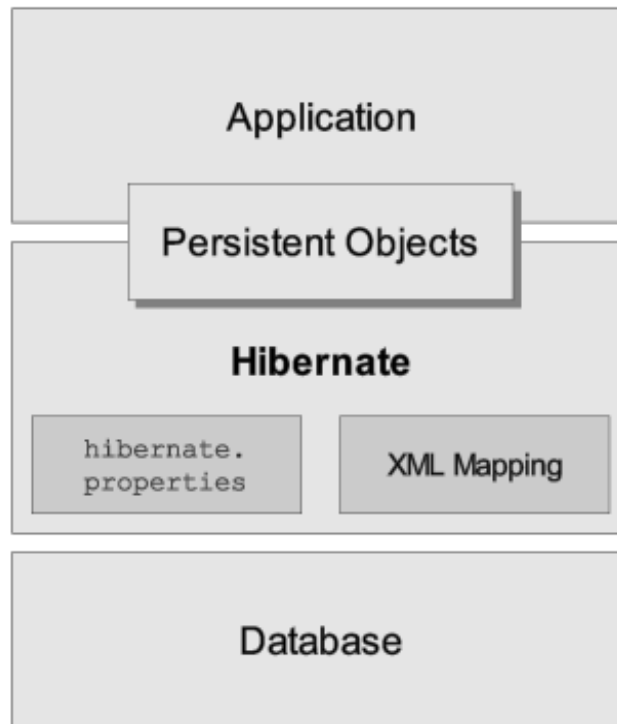 Application
Persistent Objects
Hibernate
hibernate.
properties
XML Mapping
Database